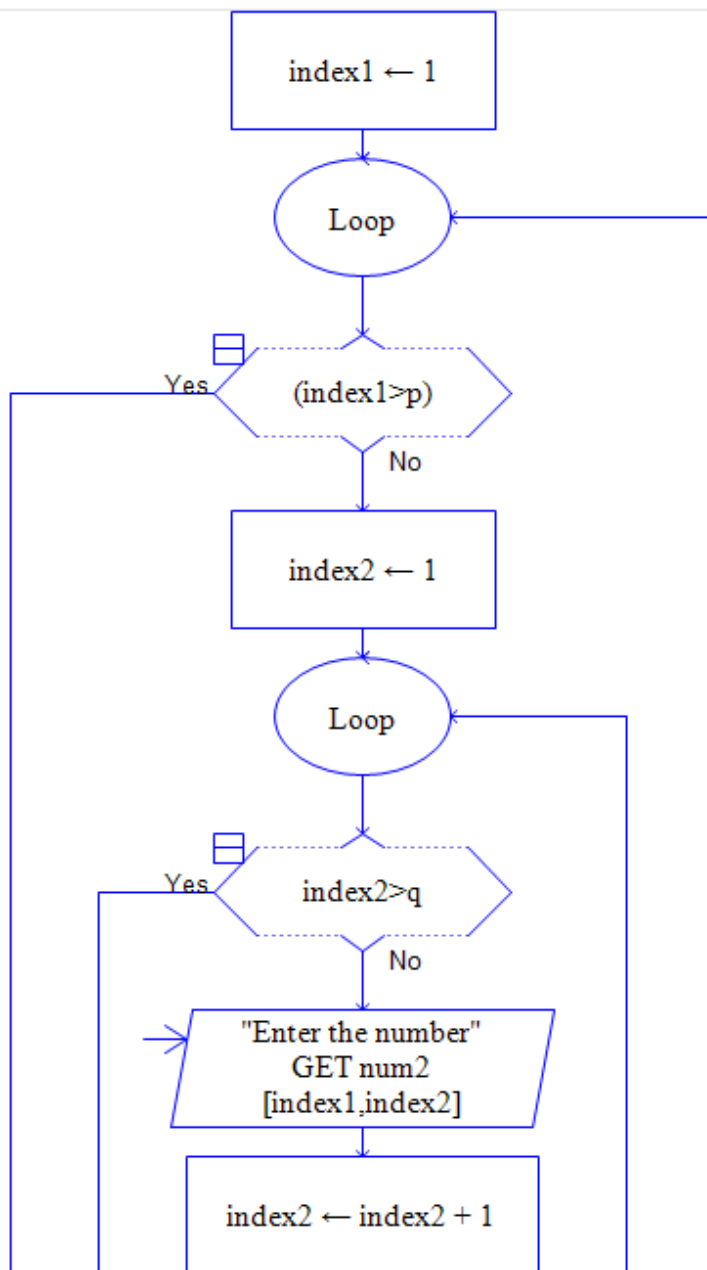 index1 ← 1
Loop
Yes
(index1>p)
No
index2 ← 1
Loop
Yes
index2>q
No
"Enter the number"
GET num2
[index1,index2]
index2 ← index2 + 1